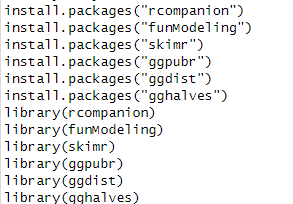 install.packages("rcompanion")
install.packages("funModeling")
install.packages("skimr")
install.packages("ggpubr")
install.packages("ggdist")
install.packages("gghalves")
library(rcompanion)
library(funModeling)
library(skimr)
library(ggpubr)
library(ggdist)
library(gghalves)